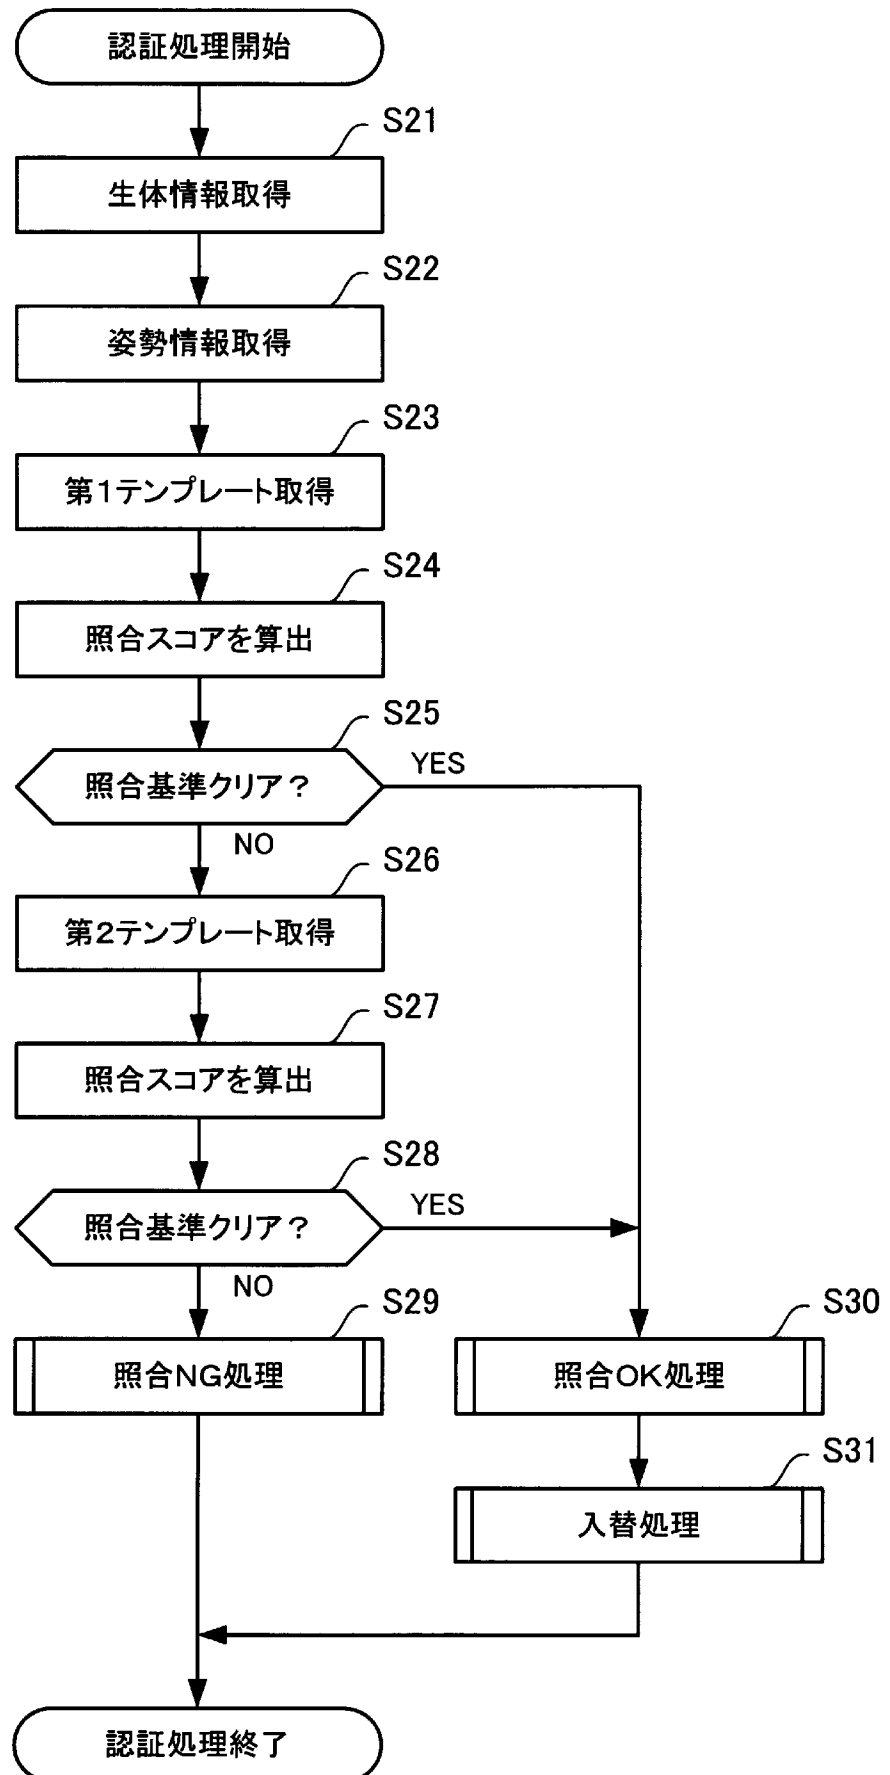 認証処理開始
S21
生体情報取得
S22
姿勢情報取得
S23
第1テンプレート取得
S24
照合スコアを算出
S25
照合基準クリア?
YES
NO
S26
第2テンプレート取得
S27
照合スコアを算出
S28
照合基準クリア?
YES
NO
S29
照合NG処理
S30
照合OK処理
S31
入替処理
認証処理終了